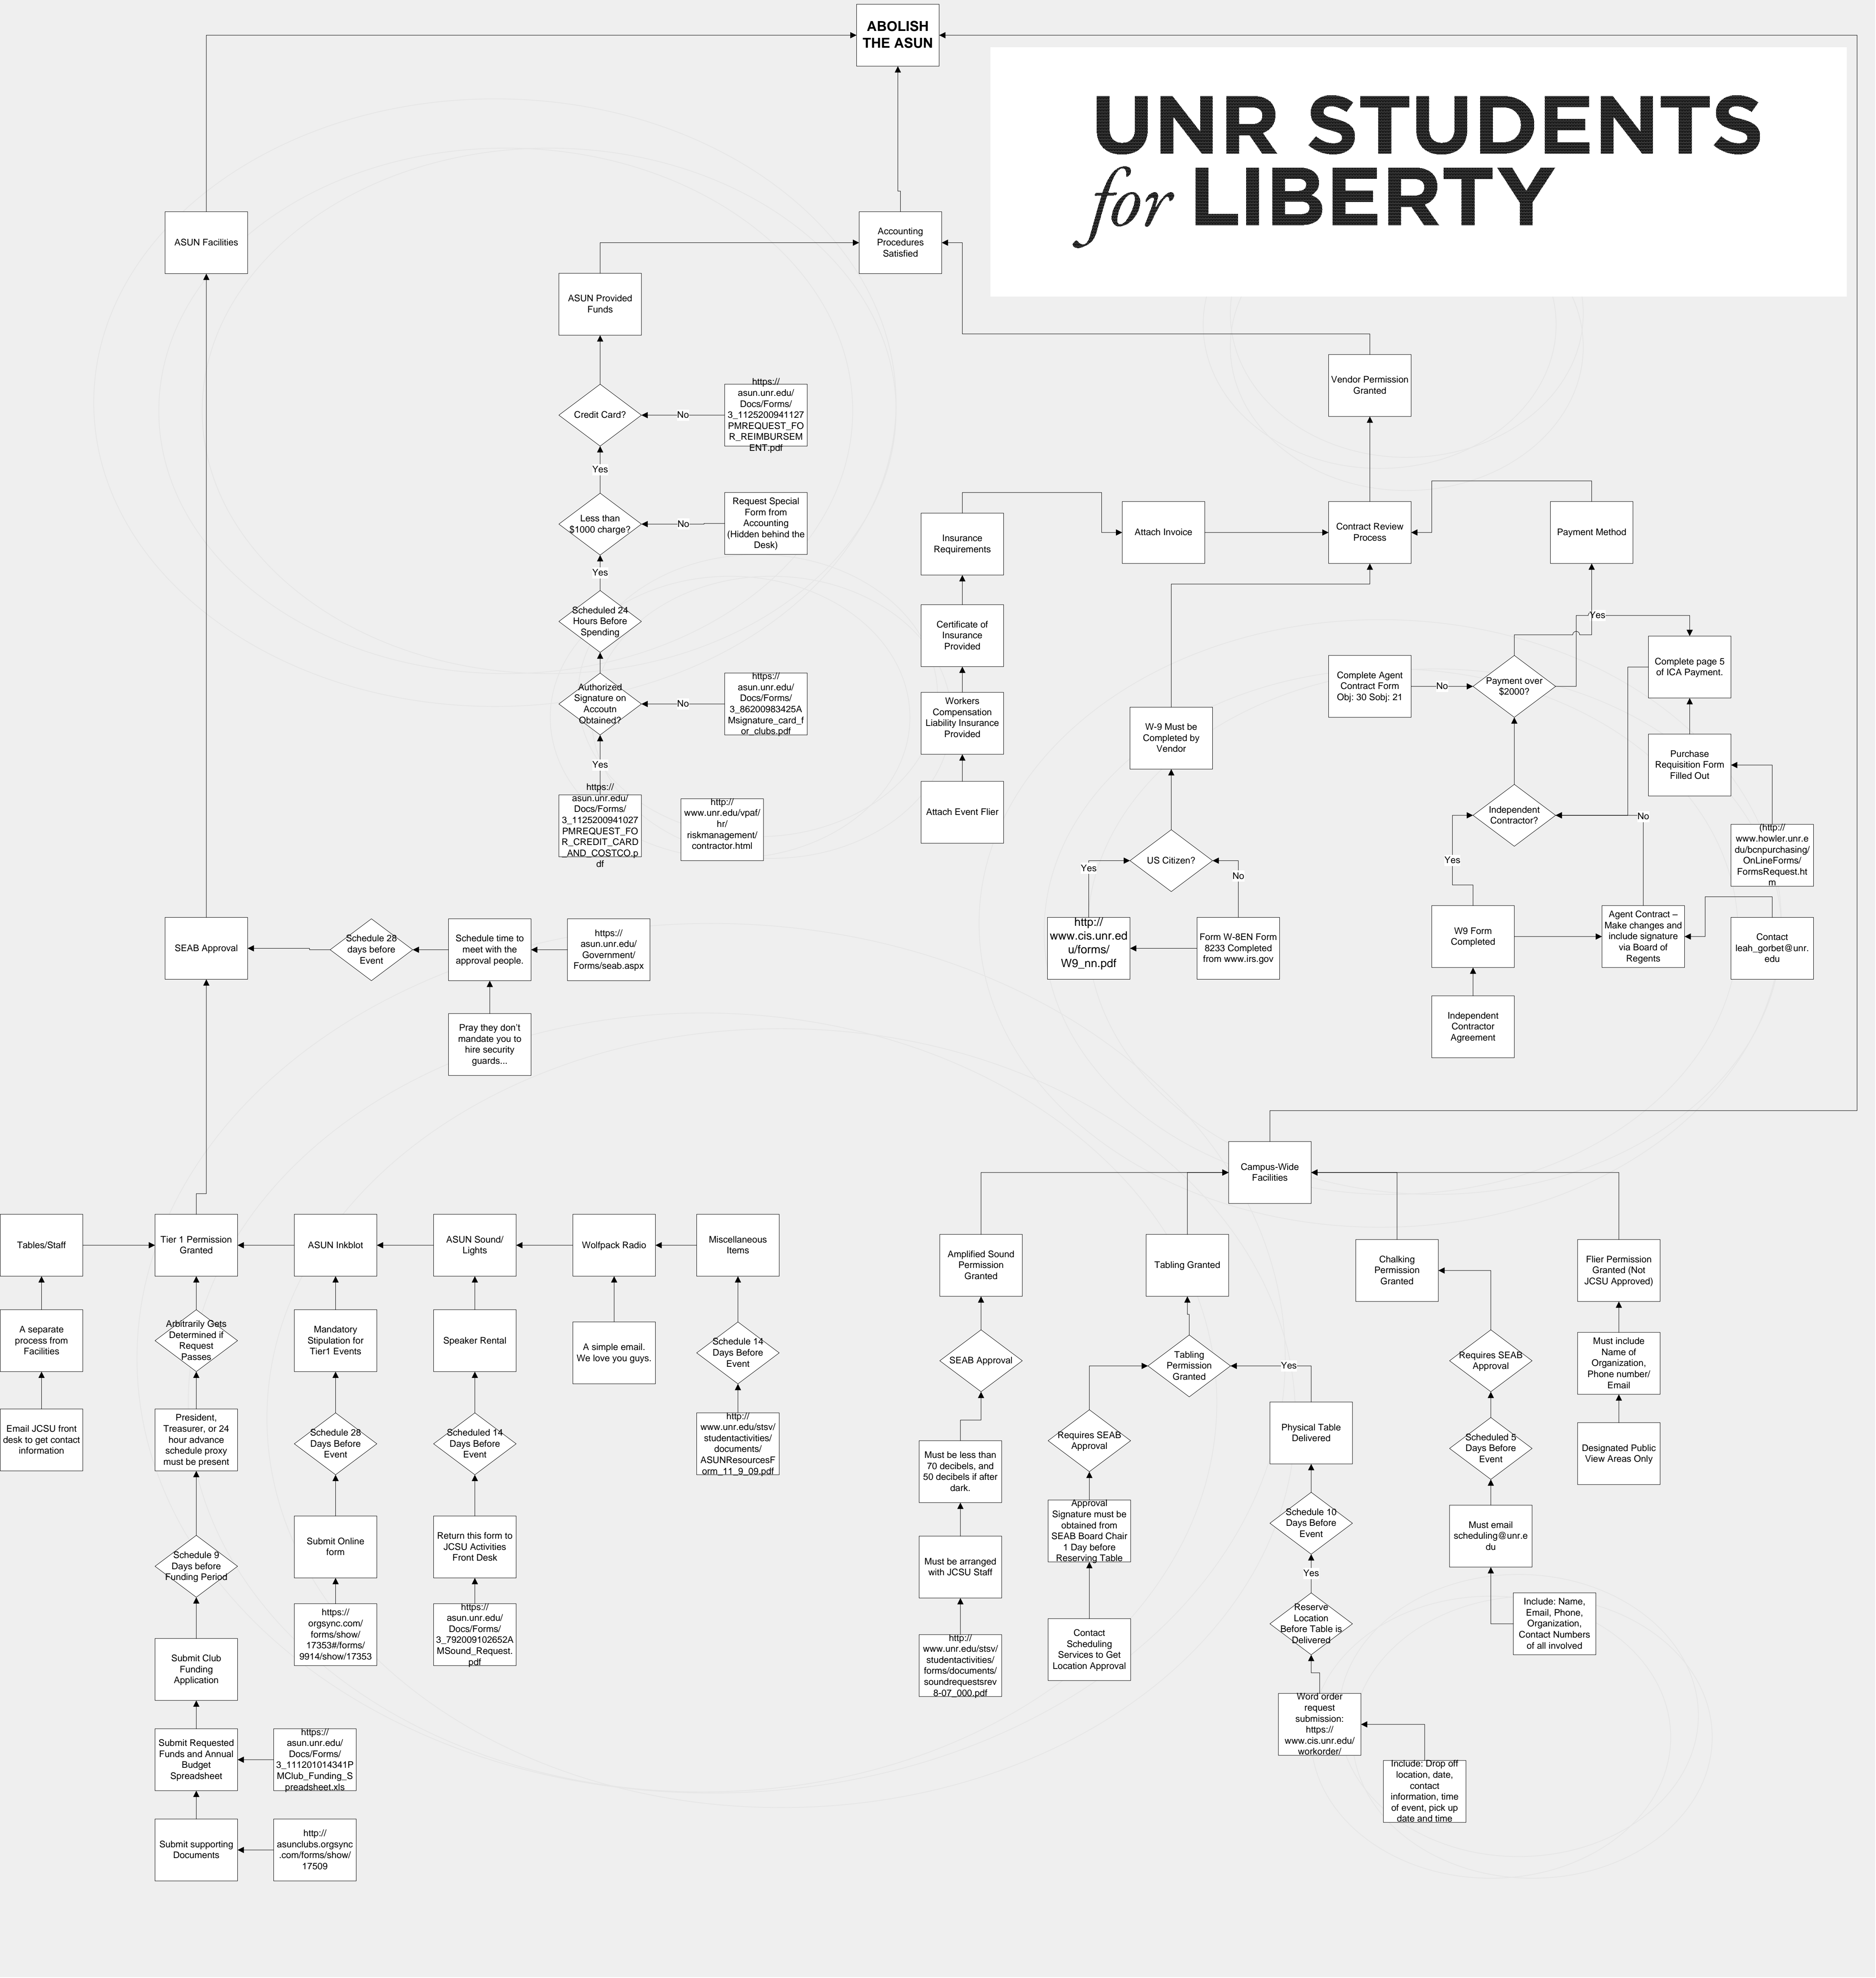 ABOLISH
THE ASUN
UNR STUDENTS
for LIBERTY
ASUN Facilities
Accounting
Procedures
Satisfied
ASUN Provided
Funds
Vendor Permission
Granted
Credit Card?
No
https://
asun.unr.edu/
Docs/Forms/
3_1125200941127
PMREQUEST_FO
R_REIMBURSEM
ENT.pdf
Yes
Less than
$1000 charge?
No
Request Special
Form from
Accounting
(Hidden behind the
Desk)
Yes
Scheduled 24
Hours Before
Spending
Authorized
Signature on
Accoutn
Obtained?
No
https://
asun.unr.edu/
Docs/Forms/
3_86200983425A
Msignature_card_f
or_clubs.pdf
Yes
https://
asun.unr.edu/
Docs/Forms/
3_1125200941027
PMREQUEST_FO
R_CREDIT_CARD
_AND_COSTCO.p
df
http://
www.unr.edu/vpaf/
hr/
riskmanagement/
contractor.html
Insurance
Requirements
Attach Invoice
Contract Review
Process
Payment Method
Certificate of
Insurance
Provided
Workers
Compensation
Liability Insurance
Provided
Attach Event Flier
W-9 Must be
Completed by
Vendor
US Citizen?
Yes
No
http://
www.cis.unr.ed
u/forms/
W9_nn.pdf
Form W-8EN Form
8233 Completed
from www.irs.gov
Yes
Complete Agent
Contract Form
Obj: 30 Sobj: 21
No
Payment over
$2000?
Complete page 5
of ICA Payment.
Purchase
Requisition Form
Filled Out
Independent
Contractor?
No
(http://
www.howler.unr.e
du/bcnpurchasing/
OnLineForms/
FormsRequest.ht
m
Yes
W9 Form
Completed
Agent Contract –
Make changes and
include signature
via Board of
Regents
Contact
leah_gorbet@unr.
edu
Independent
Contractor
Agreement
SEAB Approval
Schedule 28
days before
Event
Schedule time to
meet with the
approval people.
https://
asun.unr.edu/
Government/
Forms/seab.aspx
Pray they don’t
mandate you to
hire security
guards...
Campus-Wide
Facilities
Tables/Staff
Tier 1 Permission
Granted
ASUN Inkblot
ASUN Sound/
Lights
Wolfpack Radio
Miscellaneous
Items
A separate
process from
Facilities
Arbitrarily Gets
Determined if
Request
Passes
Mandatory
Stipulation for
Tier1 Events
Speaker Rental
A simple email.
We love you guys.
Schedule 14
Days Before
Event
Email JCSU front
desk to get contact
information
President,
Treasurer, or 24
hour advance
schedule proxy
must be present
Schedule 28
Days Before
Event
Scheduled 14
Days Before
Event
http://
www.unr.edu/stsv/
studentactivities/
documents/
ASUNResourcesF
orm_11_9_09.pdf
Schedule 9
Days before
Funding Period
Submit Online
form
Return this form to
JCSU Activities
Front Desk
https://
orgsync.com/
forms/show/
17353#/forms/
9914/show/17353
https://
asun.unr.edu/
Docs/Forms/
3_792009102652A
MSound_Request.
pdf
Submit Club
Funding
Application
Submit Requested
Funds and Annual
Budget
Spreadsheet
https://
asun.unr.edu/
Docs/Forms/
3_111201014341P
MClub_Funding_S
preadsheet.xls
Submit supporting
Documents
http://
asunclubs.orgsync
.com/forms/show/
17509
Amplified Sound
Permission
Granted
Tabling Granted
Chalking
Permission
Granted
Flier Permission
Granted (Not
JCSU Approved)
SEAB Approval
Tabling
Permission
Granted
Yes
Requires SEAB
Approval
Must include
Name of
Organization,
Phone number/
Email
Must be less than
70 decibels, and
50 decibels if after
dark.
Requires SEAB
Approval
Physical Table
Delivered
Scheduled 5
Days Before
Event
Designated Public
View Areas Only
Must be arranged
with JCSU Staff
Approval
Signature must be
obtained from
SEAB Board Chair
1 Day before
Reserving Table
Schedule 10
Days Before
Event
Must email
scheduling@unr.e
du
Yes
http://
www.unr.edu/stsv/
studentactivities/
forms/documents/
soundrequestsrev
8-07_000.pdf
Contact
Scheduling
Services to Get
Location Approval
Reserve
Location
Before Table is
Delivered
Include: Name,
Email, Phone,
Organization,
Contact Numbers
of all involved
Word order
request
submission:
https://
www.cis.unr.edu/
workorder/
Include: Drop off
location, date,
contact
information, time
of event, pick up
date and time